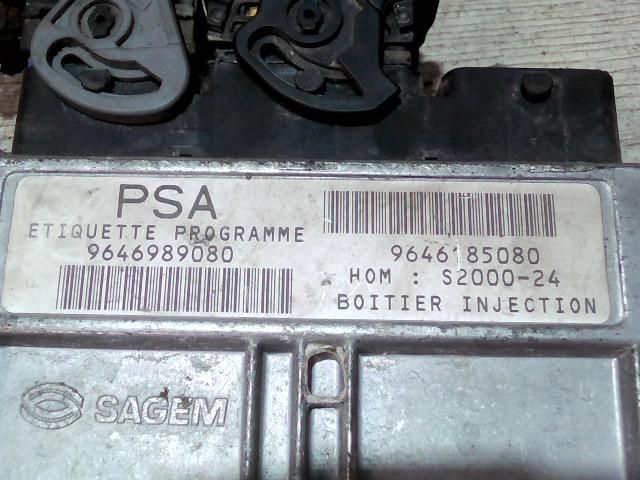 PSA
ETIQUETTE PROGRAMME
9646989080
9646185080
HOM : S2000-24
BOITIER INJECTION
SAGEM